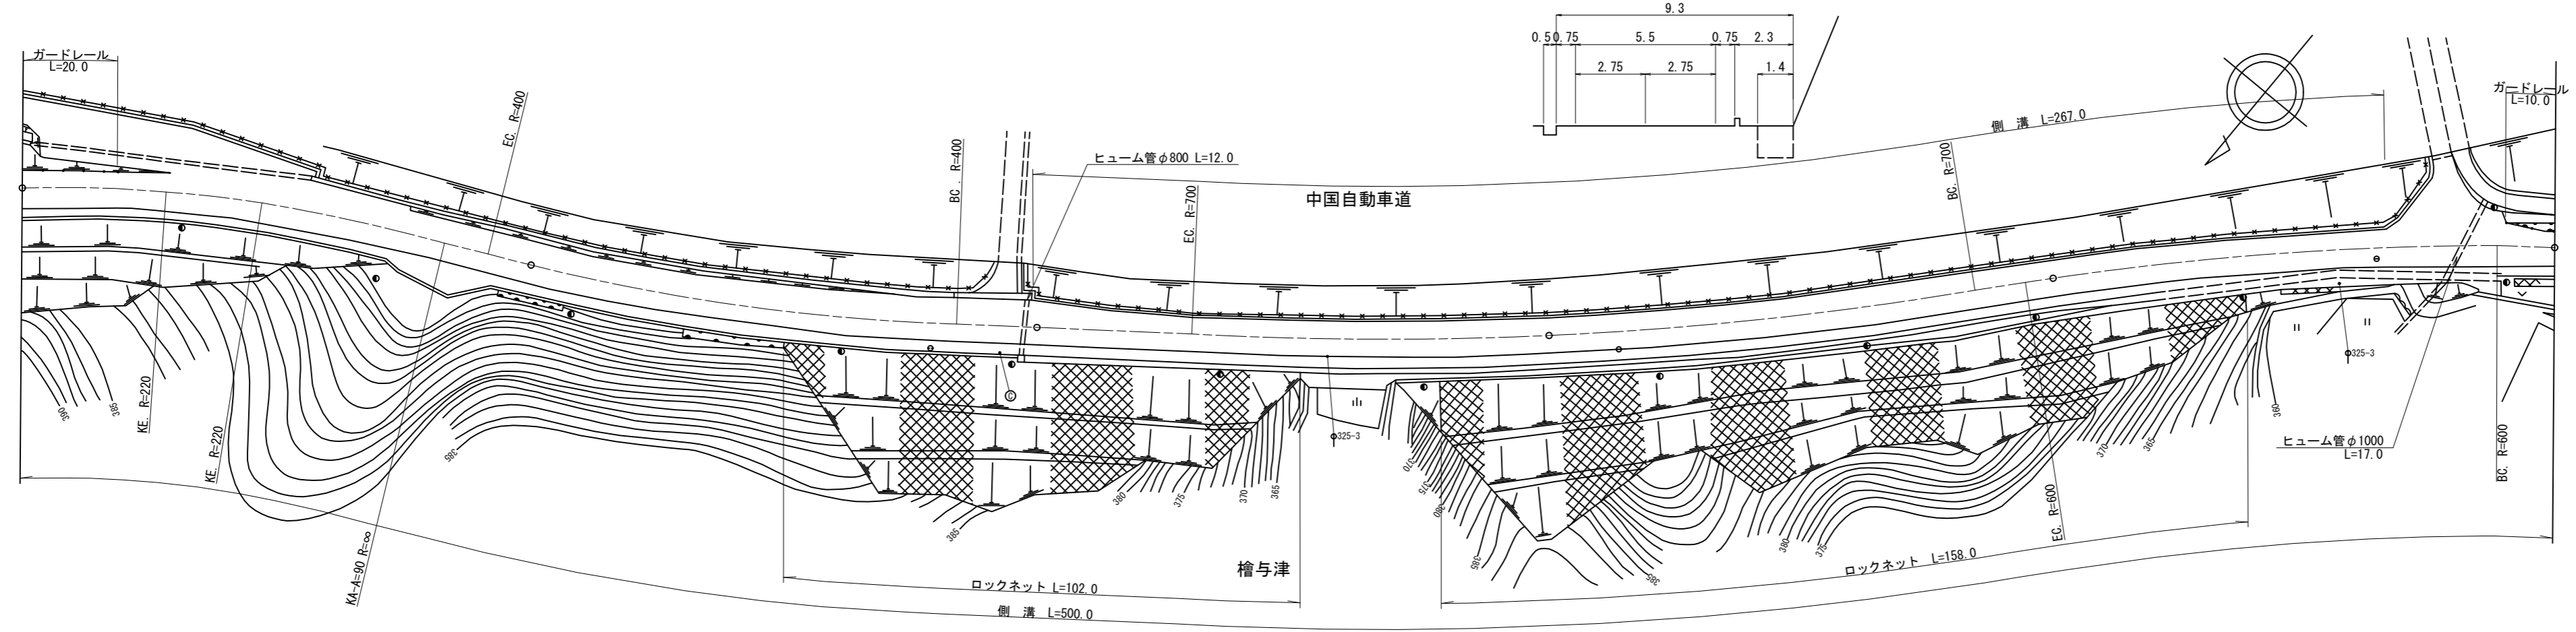 ガードレール
L=20.0
9.3
0.5
0.75
5.5
0.75
2.3
2.75
2.75
1.4
ガードレール
L=10.0
側 溝 L=267.0
EC. R=400
BC. R=400
ヒューム管φ800 L=12.0
EC. R=700
中国自動車道
BC. R=700
KE. R=220
KE. R=220
KA-A=90 R=∞
390
385
385
385
380
375
370
365
C
325-3
370
375
380
385
385
380
375
370
365
360
325-3
ヒューム管φ1000
L=17.0
BC. R=600
EC. R=600
檜与津
ロックネット L=102.0
ロックネット L=158.0
側 溝 L=500.0